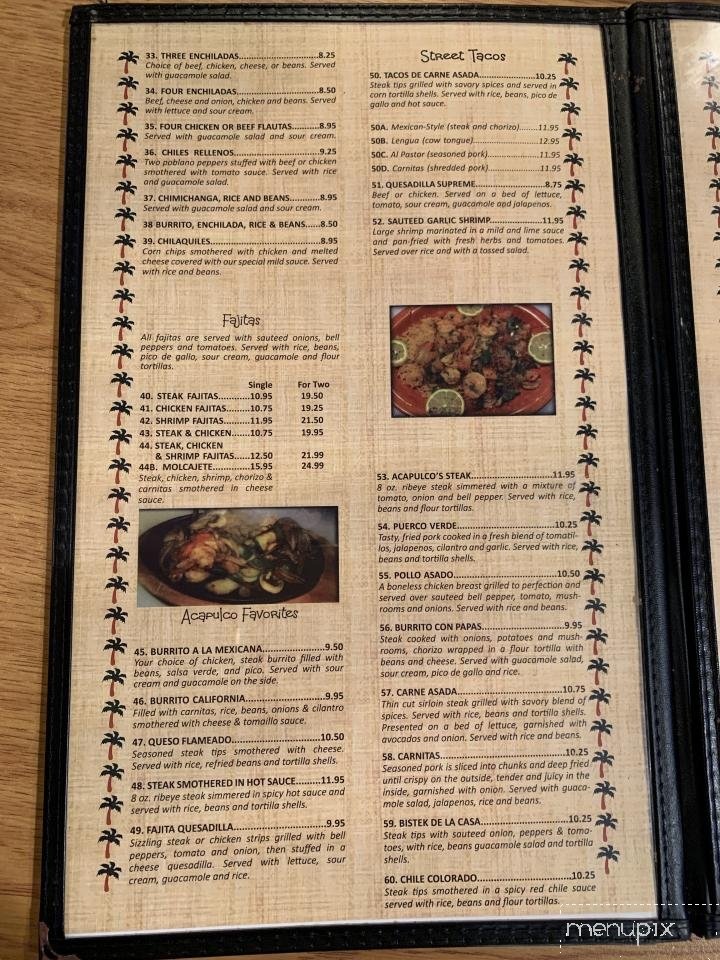 33. THREE ENCHILADAS..............................8.25
Choice of beef, chicken, cheese, or beans. Served
with guacamole salad.
34. FOUR ENCHILADAS................................8.50
Beef, cheese and onion, chicken and beans. Served
with lettuce and sour cream.
35. FOUR CHICKEN OR BEEF FLAUTAS........8.95
Served with guacamole salad and sour cream.
36. CHILES RELLENOS................................9.25
Two poblano peppers stuffed with beef or chicken
smothered with tomato sauce. Served with rice
and guacamole salad.
37. CHIMICHANGA, RICE AND BEANS.........8.95
Served with guacamole salad and sour cream.
38 BURRITO, ENCHILADA, RICE & BEANS.....8.50
39. CHILAQUILES.......................................8.95
Corn chips smothered with chicken and melted
cheese covered with our special mild sauce. Served
with rice and beans.
Fajitas
All fajitas are served with sauteed onions, bell
peppers and tomatoes. Served with rice, beans,
pico de gallo, sour cream, guacamole and flour
tortillas.
Single For Two
40. STEAK FAJITAS..........10.95 19.50
41. CHICKEN FAJITAS......10.75 19.25
42. SHRIMP FAJITAS.......11.95 21.50
43. STEAK & CHICKEN.....10.75 19.95
44. STEAK, CHICKEN
& SHRIMP FAJITAS.....12.50 21.99
44B. MOLCAJETE.............15.95 24.99
Steak, chicken, shrimp, chorizo &
carnitas smothered in cheese
sauce.
Acapulco Favorites
45. BURRITO A LA MEXICANA...................9.50
Your choice of chicken, steak burrito filled with
beans, salsa verde, and pico. Served with sour
cream and guacamole on the side.
46. BURRITO CALIFORNIA...........................9.95
Filled with carnitas, rice, beans, onions & cilantro
smothered with cheese & tomaillo sauce.
47. QUESO FLAMEADO...............................10.50
Seasoned steak tips smothered with cheese.
Served with rice, refried beans and tortilla shells.
48. STEAK SMOTHERED IN HOT SAUCE.........11.95
8 oz. ribeye steak simmered in spicy hot sauce and
served with rice, beans and tortilla shells.
49. FAJITA QUESADILLA..............................9.95
Sizzling steak or chicken strips grilled with bell
peppers, tomato and onion, then stuffed in a
cheese quesadilla. Served with lettuce, sour
cream, guacamole and rice.
Street Tacos
50. TACOS DE CARNE ASADA......................10.25
Steak tips grilled with savory spices and served in
corn tortilla shells. Served with rice, beans, pico de
gallo and hot sauce.
50A. Mexican-Style (steak and chorizo).......11.95
50B. Lengua (cow tongue)..............................12.95
50C. Al Pastor (seasoned pork).......................11.95
50D. Carnitas (shredded pork).......................11.95
51. QUESADILLA SUPREME..........................8.75
Beef or chicken. Served on a bed of lettuce,
tomato, sour cream, guacamole and jalapenos.
52. SAUTEED GARLIC SHRIMP....................11.95
Large shrimp marinated in a mild and lime sauce
and pan-fried with fresh herbs and tomatoes.
Served over rice and with a tossed salad.
53. ACAPULCO'S STEAK..............................11.95
8 oz. ribeye steak simmered with a mixture of
tomato, onion and bell pepper. Served with rice,
beans and flour tortillas.
54. PUERCO VERDE.....................................10.25
Tasty, fried pork cooked in a fresh blend of tomatil-
los, jalapenos, cilantro and garlic. Served with rice,
beans and tortilla shells.
55. POLLO ASADO.......................................10.50
A boneless chicken breast grilled to perfection and
served over sauteed bell pepper, tomato, mush-
rooms and onions. Served with rice and beans.
56. BURRITO CON PAPAS............................9.95
Steak cooked with onions, potatoes and mush-
rooms, chorizo wrapped in a flour tortilla with
beans and cheese. Served with guacamole salad,
sour cream, pico de gallo and rice.
57. CARNE ASADA.......................................10.75
Thin cut sirloin steak grilled with savory blend of
spices. Served with rice, beans and tortilla shells.
Presented on a bed of lettuce, garnished with
avocados and onion. Served with rice and beans.
58. CARNITAS.............................................10.25
Seasoned pork is sliced into chunks and deep fried
until crispy on the outside, tender and juicy in the
inside, garnished with onion. Served with guaca-
mole salad, jalapenos, rice and beans.
59. BISTEK DE LA CASA...............................10.25
Steak tips with sauteed onion, peppers & toma-
toes, with rice, beans guacamole salad and tortilla
shells.
60. CHILE COLORADO..................................10.25
Steak tips smothered in a spicy red chile sauce
served with rice, beans and flour tortillas.
menupix